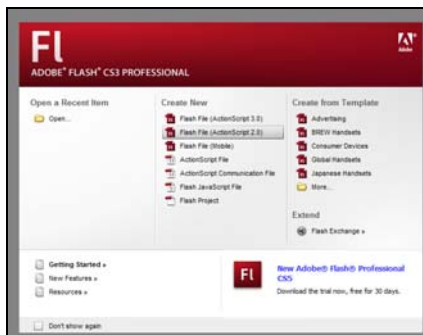 Fl
Adobe
ADOBE® FLASH® CS3 PROFESSIONAL
Open a Recent Item
Open...
Create New
Flash File (ActionScript 3.0)
Flash File (ActionScript 2.0)
Flash File (Mobile)
ActionScript File
ActionScript Communication File
Flash JavaScript File
Flash Project
Create from Template
Advertising
BREW Handsets
Consumer Devices
Global Handsets
Japanese Handsets
More...
Extend
Flash Exchange »
Getting Started »
New Features »
Resources »
Fl
New Adobe® Flash® Professional
CS5
Download the trial now, free for 30 days.
Don't show again